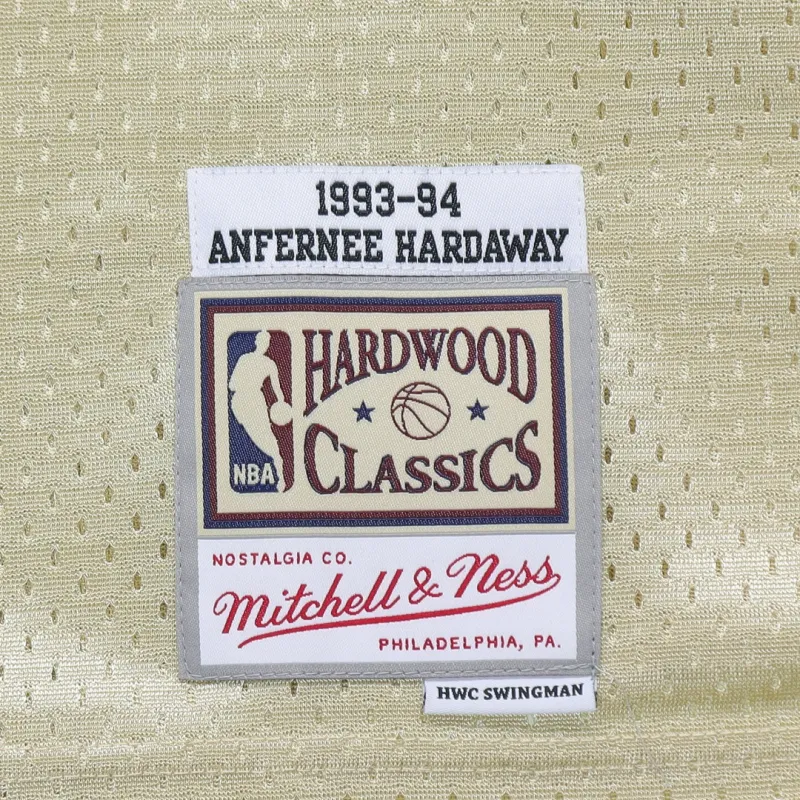 1993-94
ANFERNEE HARDAWAY
HARDWOOD
CLASSICS
NBA
NOSTALGIA CO.
Mitchell & Ness
PHILADELPHIA, PA.
HWC SWINGMAN